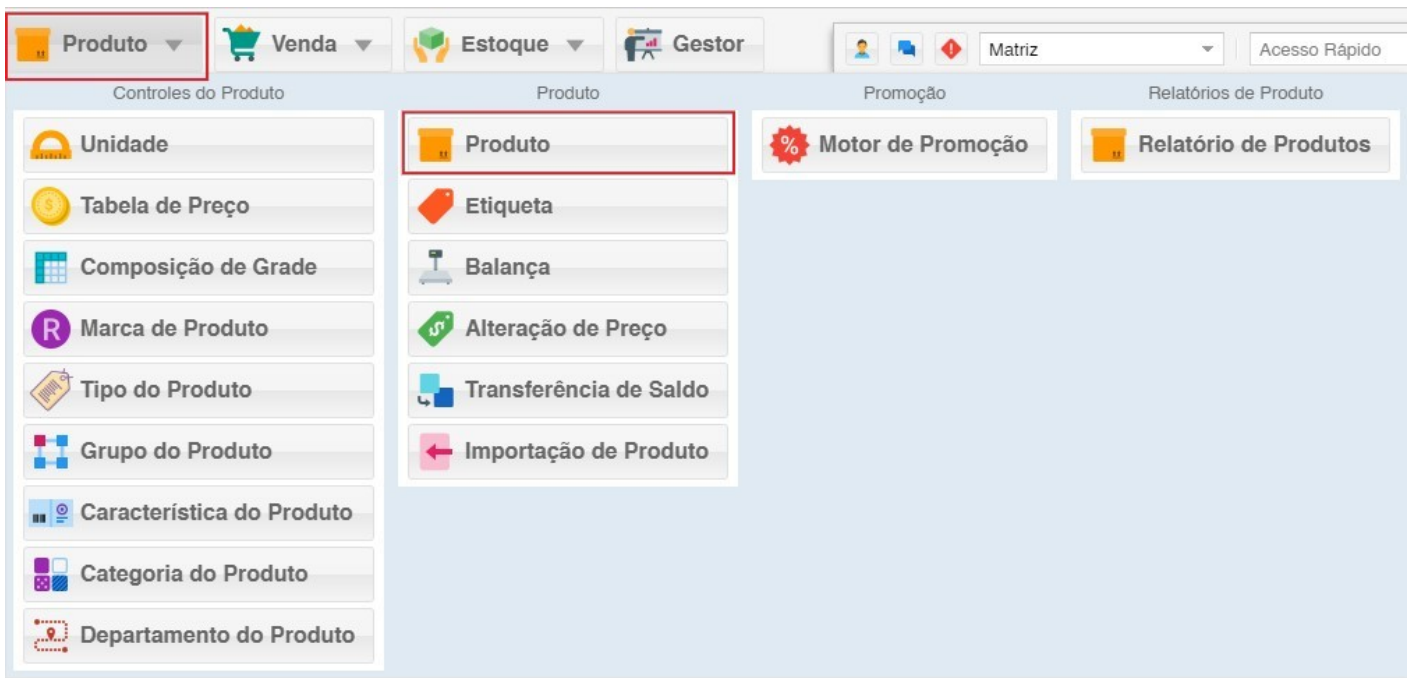 Produto
Venda
Estoque
Gestor
Matriz
Acesso Rápido
Controles do Produto
Unidade
Tabela de Preço
Composição de Grade
Marca de Produto
Tipo do Produto
Grupo do Produto
Característica do Produto
Categoria do Produto
Departamento do Produto
Produto
Produto
Etiqueta
Balança
Alteração de Preço
Transferência de Saldo
Importação de Produto
Promoção
Motor de Promoção
Relatórios de Produto
Relatório de Produtos